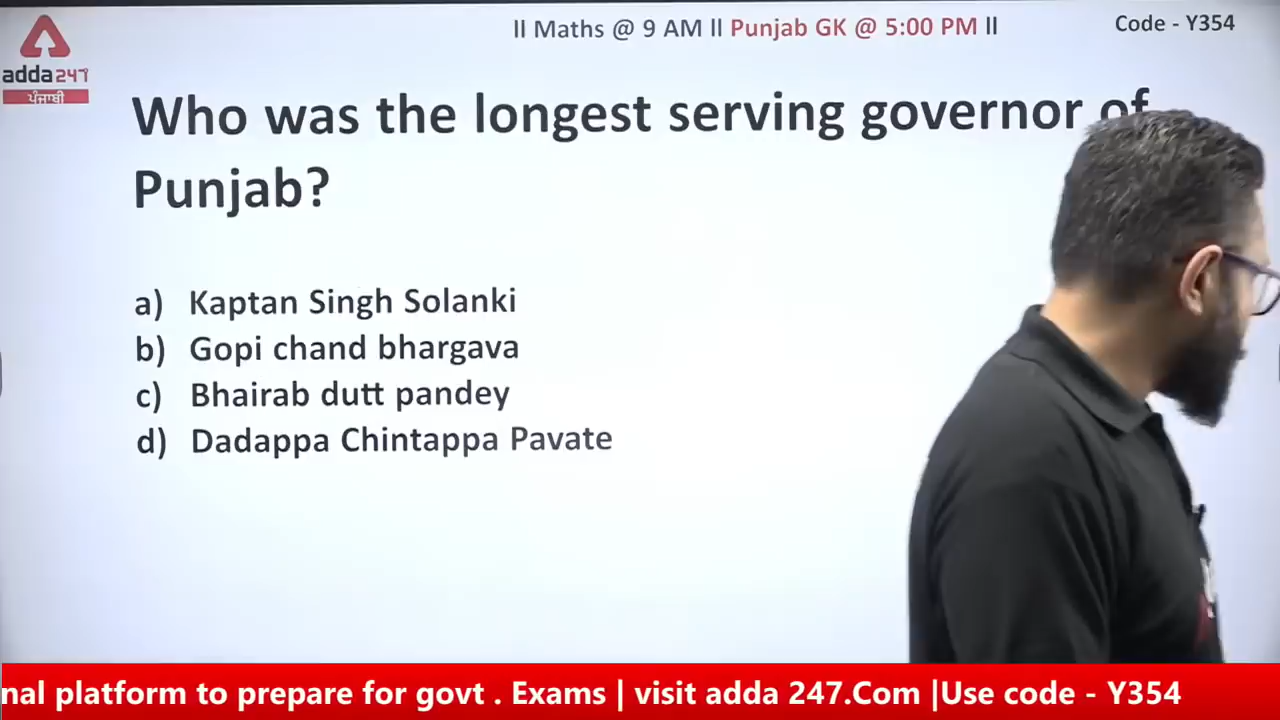 ll Maths @ 9 AM ll Punjab GK @ 5:00 PM ll
Code - Y354
adda247
ਪੰਜਾਬੀ
Who was the longest serving governor of
Punjab?
a) Kaptan Singh Solanki
b) Gopi chand bhargava
c) Bhairab dutt pandey
d) Dadappa Chintappa Pavate
nal platform to prepare for govt . Exams | visit adda 247.Com |Use code - Y354